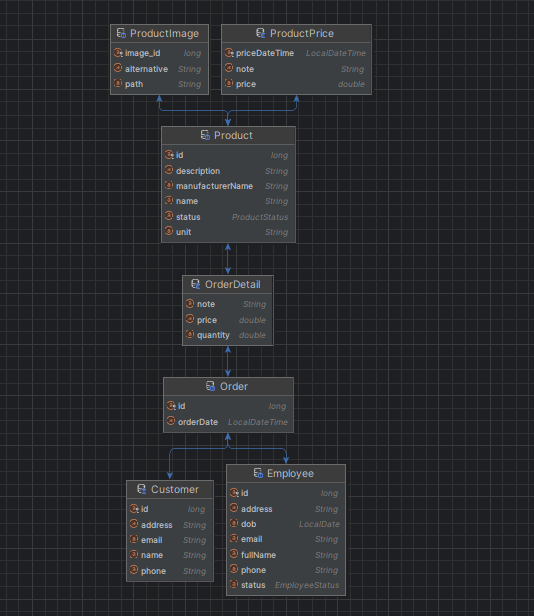 ProductImage
image_id long
alternative String
path String
ProductPrice
priceDateTime LocalDateTime
note String
price double
Product
id long
description String
manufacturerName String
name String
status ProductStatus
unit String
OrderDetail
note String
price double
quantity double
Order
id long
orderDate LocalDateTime
Customer
id long
address String
email String
name String
phone String
Employee
id long
address String
dob LocalDate
email String
fullName String
phone String
status EmployeeStatus